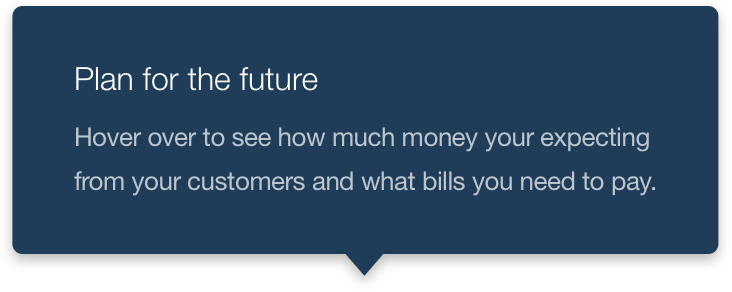 Plan for the future
Hover over to see how much money your expecting
from your customers and what bills you need to pay.